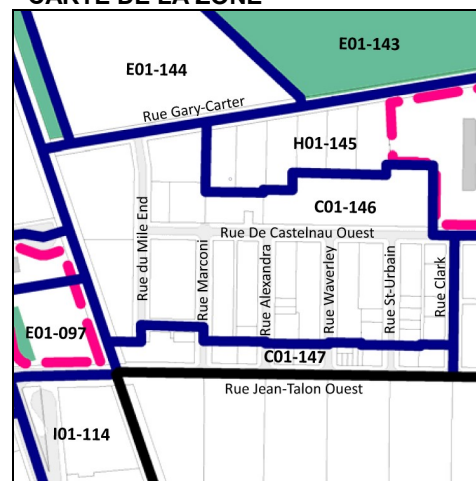 CARTE DE LA ZONE
E01-143
E01-144
Rue Gary-Carter
H01-145
C01-146
Rue De Castelnau Ouest
Rue du Mile End
Rue Marconi
Rue Alexandra
Rue Waverley
Rue St-Urbain
Rue Clark
E01-097
C01-147
Rue Jean-Talon Ouest
I01-114